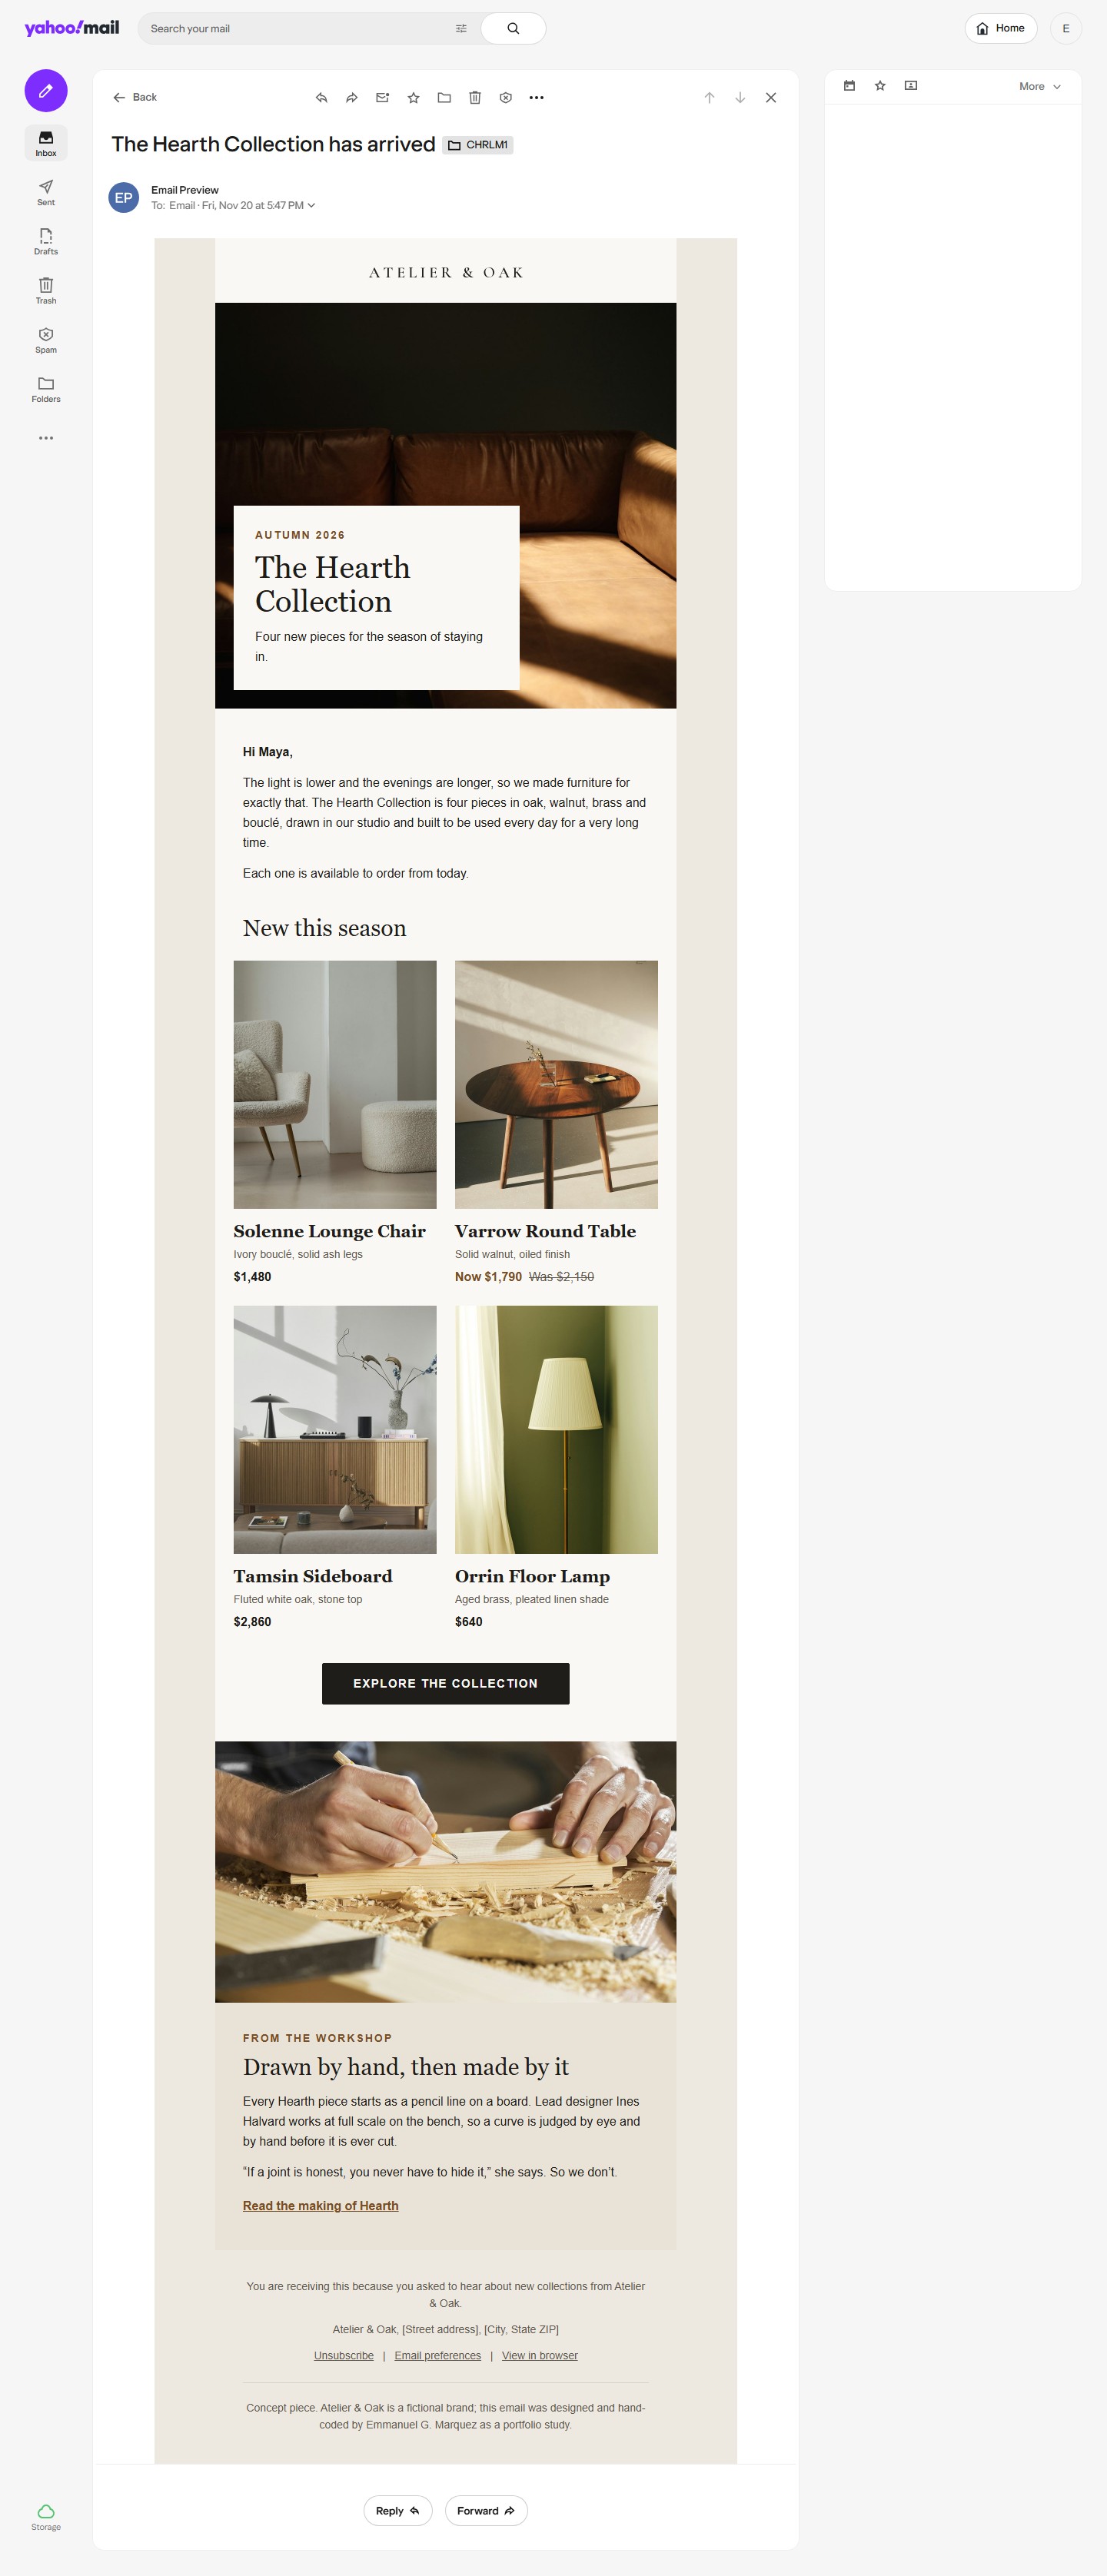 yahoo!mail
Search your mail
Home
E
Back
More
Inbox
Sent
Drafts
Trash
Spam
Folders
The Hearth Collection has arrived
CHRLM1
EP
Email Preview
To: Email · Fri, Nov 20 at 5:47 PM
ATELIER & OAK
AUTUMN 2026
The Hearth
Collection
Four new pieces for the season of staying
in.
Hi Maya,
The light is lower and the evenings are longer, so we made furniture for
exactly that. The Hearth Collection is four pieces in oak, walnut, brass and
bouclé, drawn in our studio and built to be used every day for a very long
time.
Each one is available to order from today.
New this season
Solenne Lounge Chair
Ivory bouclé, solid ash legs
$1,480
Varrow Round Table
Solid walnut, oiled finish
Now $1,790 Was $2,150
Tamsin Sideboard
Fluted white oak, stone top
$2,860
Orrin Floor Lamp
Aged brass, pleated linen shade
$640
EXPLORE THE COLLECTION
FROM THE WORKSHOP
Drawn by hand, then made by it
Every Hearth piece starts as a pencil line on a board. Lead designer Ines
Halvard works at full scale on the bench, so a curve is judged by eye and
by hand before it is ever cut.
“If a joint is honest, you never have to hide it,” she says. So we don’t.
Read the making of Hearth
You are receiving this because you asked to hear about new collections from Atelier
& Oak.
Atelier & Oak, [Street address], [City, State ZIP]
Unsubscribe | Email preferences | View in browser
Concept piece. Atelier & Oak is a fictional brand; this email was designed and hand-
coded by Emmanuel G. Marquez as a portfolio study.
Reply
Forward
Storage